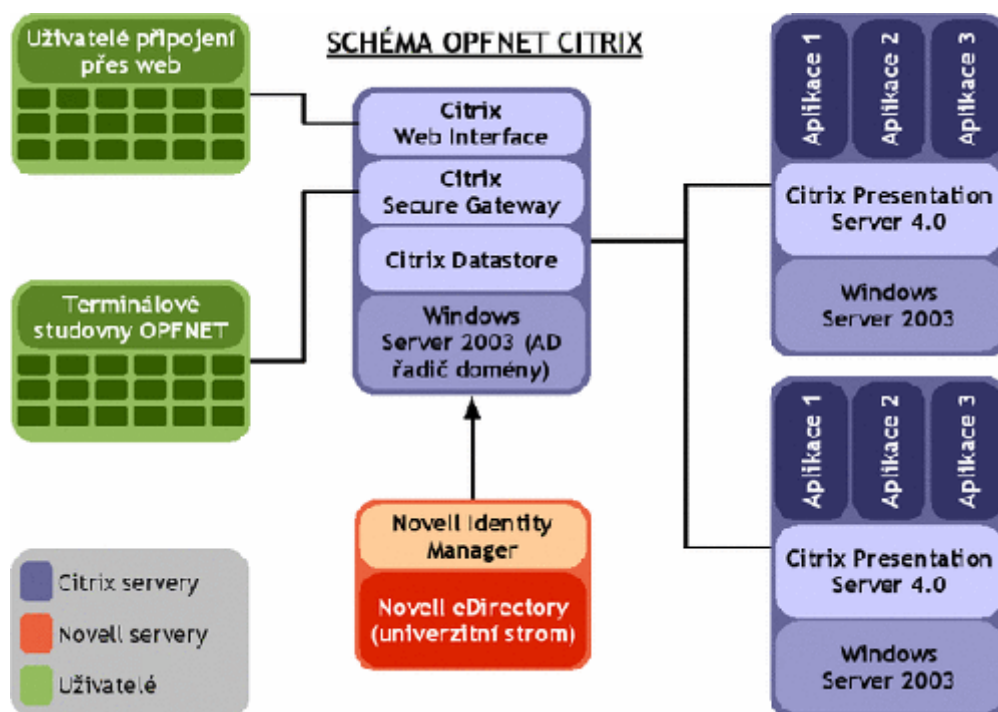 SCHÉMA OPFNET CITRIX
Uživatelé připojení
přes web
Terminálové
studovny OPFNET
Citrix
Web Interface
Citrix
Secure Gateway
Citrix Datastore
Windows
Server 2003 (AD
řadič domény)
Novell Identity
Manager
Novell eDirectory
(univerzitní strom)
Aplikace 1
Aplikace 2
Aplikace 3
Citrix Presentation
Server 4.0
Windows
Server 2003
Aplikace 1
Aplikace 2
Aplikace 3
Citrix Presentation
Server 4.0
Windows
Server 2003
Citrix servery
Novell servery
Uživatelé